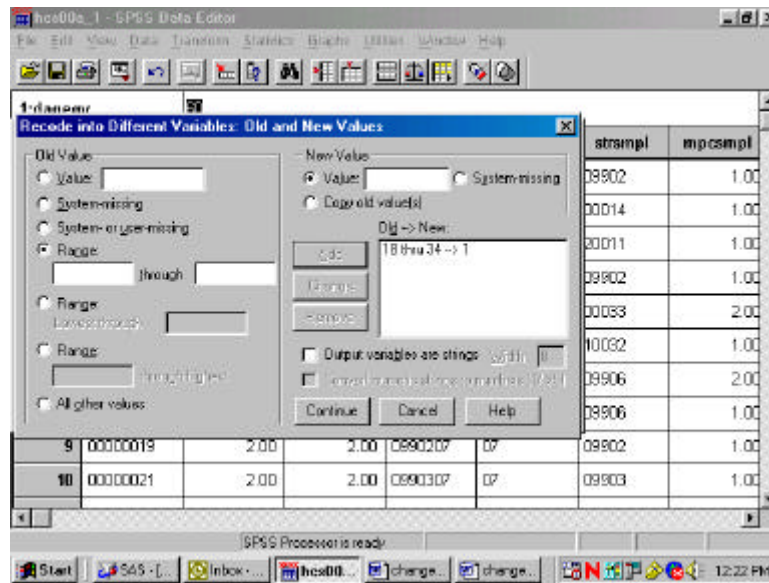 hcs00a_1 - SPSS Data Editor
File Edit View Data Transform Statistics Graphs Utilities Window Help
Recode into Different Variables: Old and New Values
Old Value
Value:
System-missing
System- or user-missing
Range:
through
Range:
Range:
All other values
New Value
Value:
System-missing
Copy old value(s)
Old --> New:
18 thru 34 --> 1
Add
Change
Remove
Output variables are strings Width:
Continue Cancel Help
strsmpl mpcsmpl
09902 1.00
00014 1.00
20011 1.00
09902 1.00
00033 2.00
10032 1.00
09906 2.00
09906 1.00
9 00000019 2.00 2.00 0990207 07 09902 1.00
10 00000021 2.00 2.00 0990307 07 09903 1.00
SPSS Processor is ready
Start SAS - [... Inbox - ... hcs00... change... change... 12:22 PM